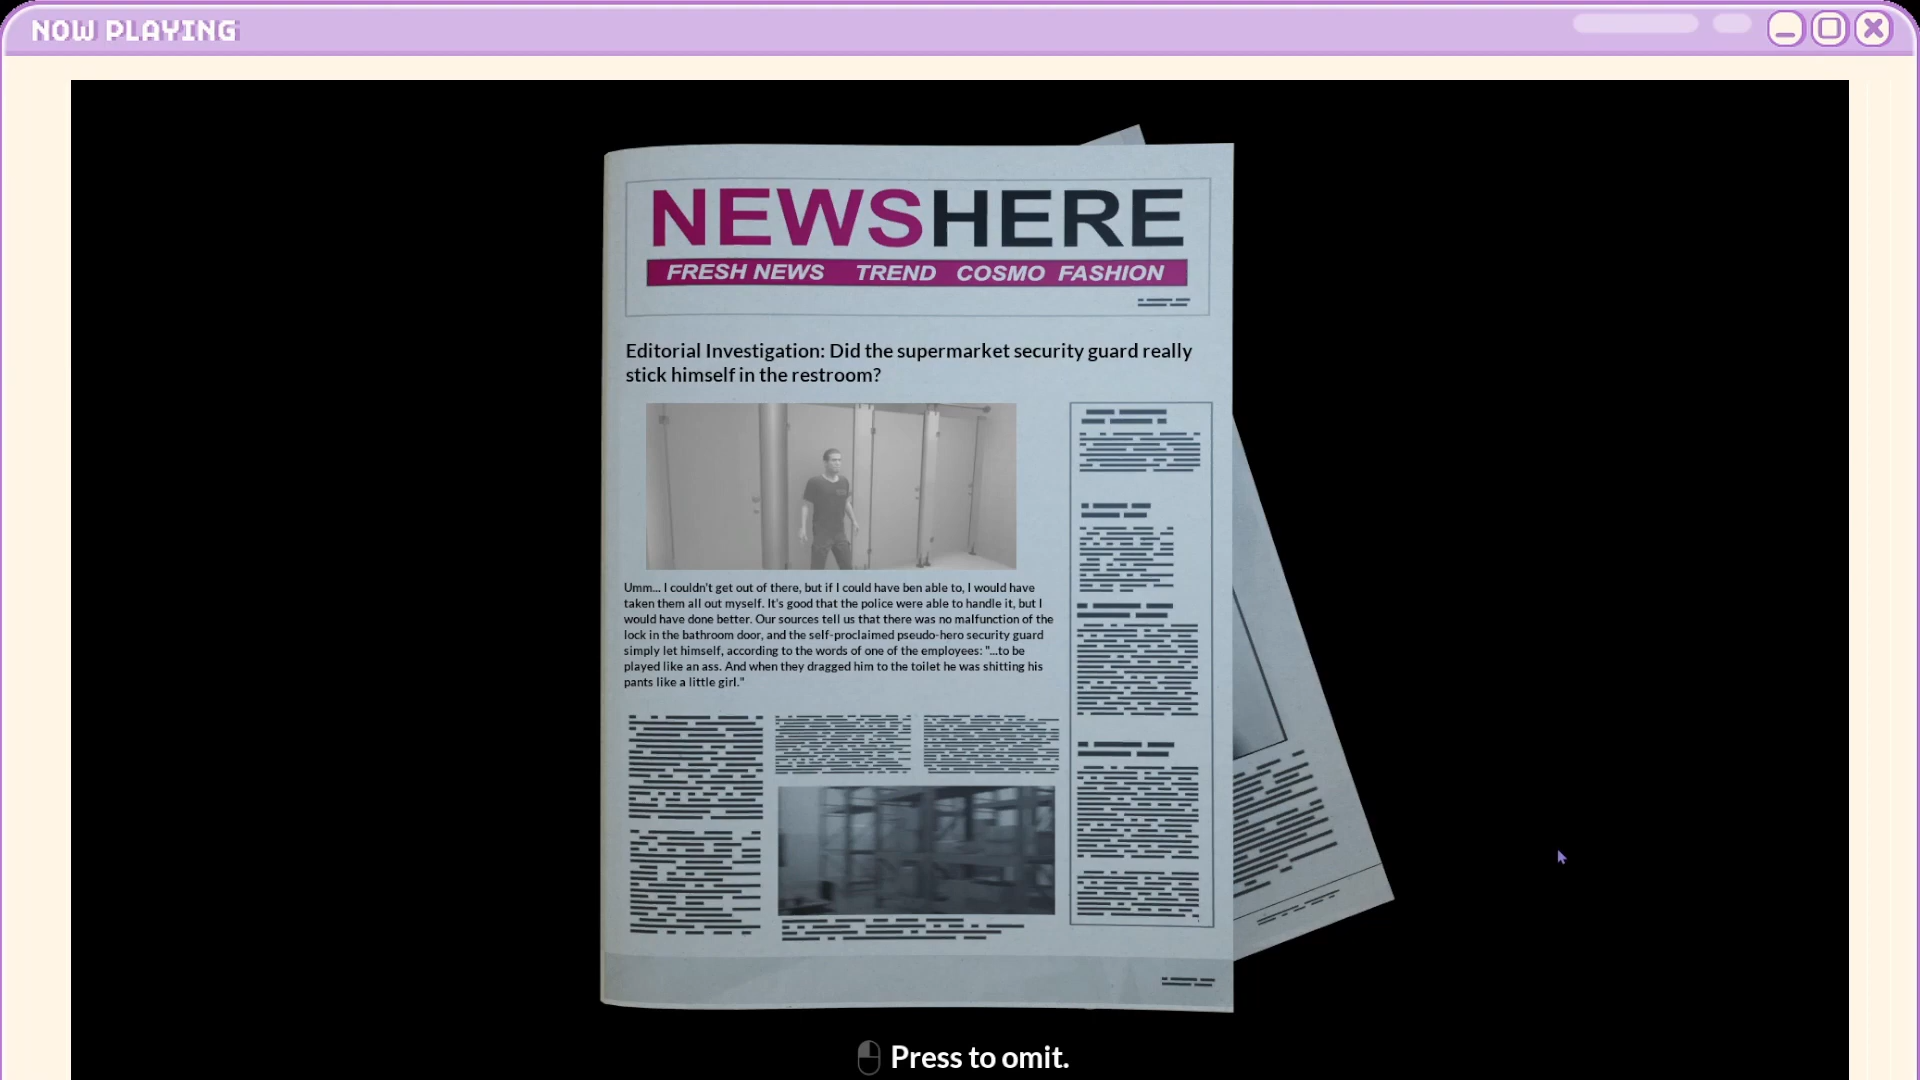 NOW PLAYING
NEWSHERE
FRESH NEWS TREND COSMO FASHION
Editorial Investigation: Did the supermarket security guard really
stick himself in the restroom?
Umm... I couldn't get out of there, but if I could have ben able to, I would have
taken them all out myself. It's good that the police were able to handle it, but I
would have done better. Our sources tell us that there was no malfunction of the
lock in the bathroom door, and the self-proclaimed pseudo-hero security guard
simply let himself, according to the words of one of the employees: "...to be
played like an ass. And when they dragged him to the toilet he was shitting his
pants like a little girl."
Press to omit.